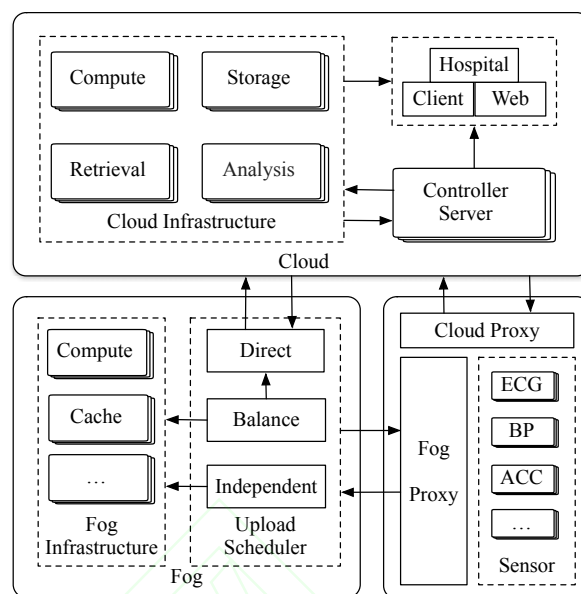 Compute
Storage
Hospital
Client
Web
Retrieval
Analysis
Controller
Server
Cloud Infrastructure
Cloud
Compute
Cache
...
Fog
Infrastructure
Direct
Balance
Independent
Upload
Scheduler
Fog
Cloud Proxy
Fog
Proxy
ECG
BP
ACC
...
Sensor